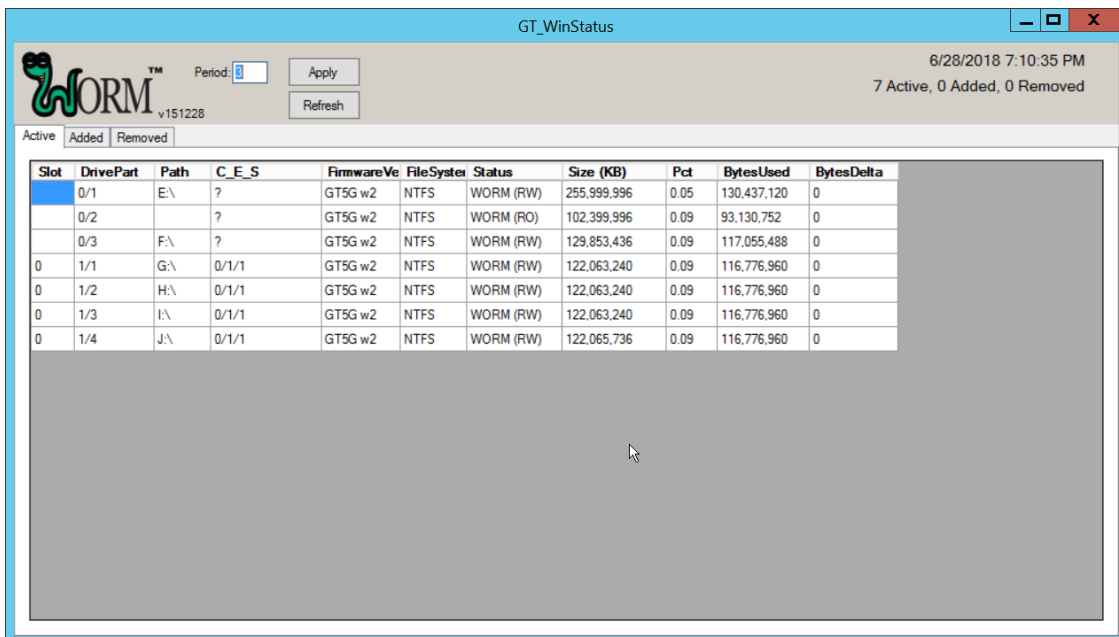 GT_WinStatus
WORM™ v151228
Period: 3
Apply
Refresh
6/28/2018 7:10:35 PM
7 Active, 0 Added, 0 Removed
Active Added Removed
Slot DrivePart Path C_E_S FirmwareVe FileSyster Status Size (KB) Pct BytesUsed BytesDelta
0/1 E:\ ? GT5G w2 NTFS WORM (RW) 255,999,996 0.05 130,437,120 0
0/2 ? GT5G w2 NTFS WORM (RO) 102,399,996 0.09 93,130,752 0
0/3 F:\ ? GT5G w2 NTFS WORM (RW) 129,853,436 0.09 117,055,488 0
0 1/1 G:\ 0/1/1 GT5G w2 NTFS WORM (RW) 122,063,240 0.09 116,776,960 0
0 1/2 H:\ 0/1/1 GT5G w2 NTFS WORM (RW) 122,063,240 0.09 116,776,960 0
0 1/3 I:\ 0/1/1 GT5G w2 NTFS WORM (RW) 122,063,240 0.09 116,776,960 0
0 1/4 J:\ 0/1/1 GT5G w2 NTFS WORM (RW) 122,065,736 0.09 116,776,960 0